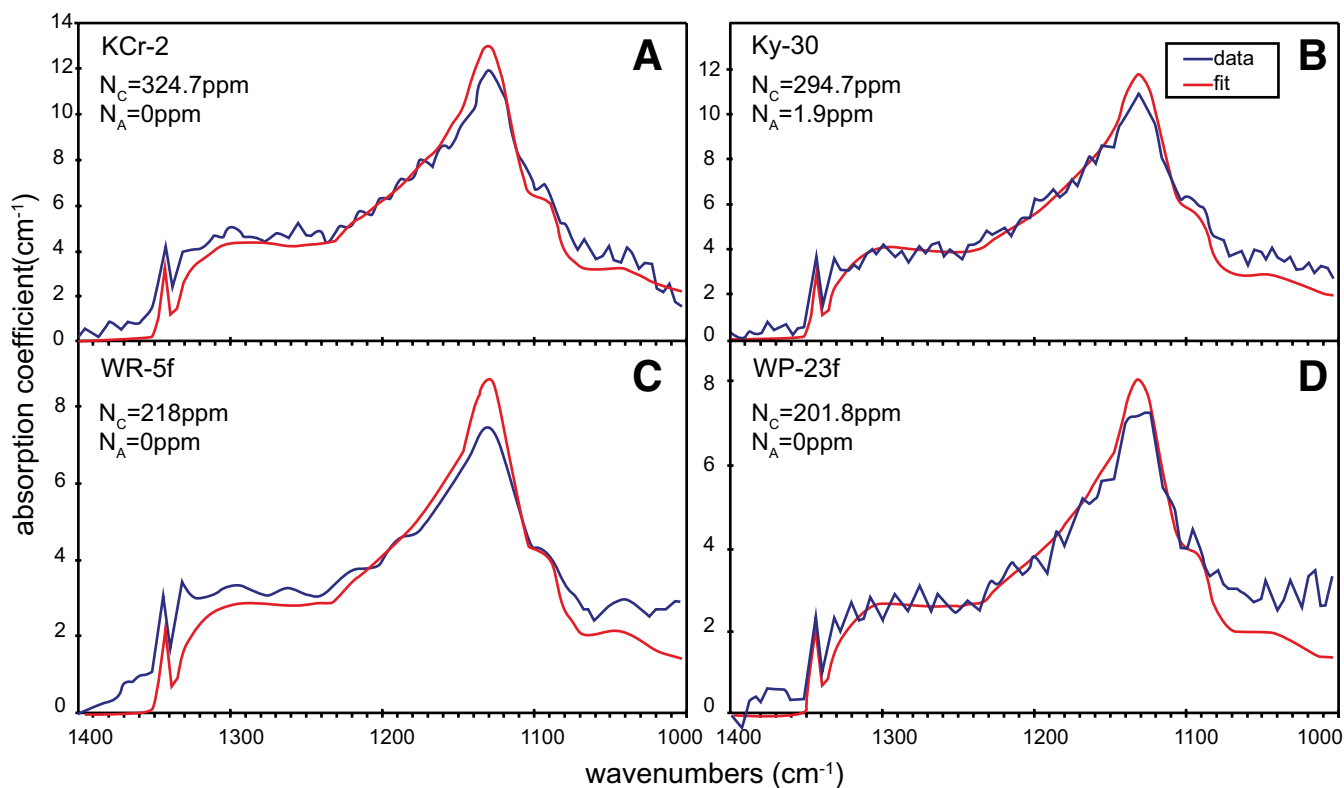 KCr-2
A
N_C=324.7ppm
N_A=0ppm
14
12
10
8
6
4
2
0
Ky-30
B
N_C=294.7ppm
N_A=1.9ppm
data
fit
12
10
8
6
4
2
0
WR-5f
C
N_C=218ppm
N_A=0ppm
8
6
4
2
0
WP-23f
D
N_C=201.8ppm
N_A=0ppm
8
6
4
2
0
absorption coefficient(cm⁻¹)
1400 1300 1200 1100 1000
1400 1300 1200 1100 1000
wavenumbers (cm⁻¹)